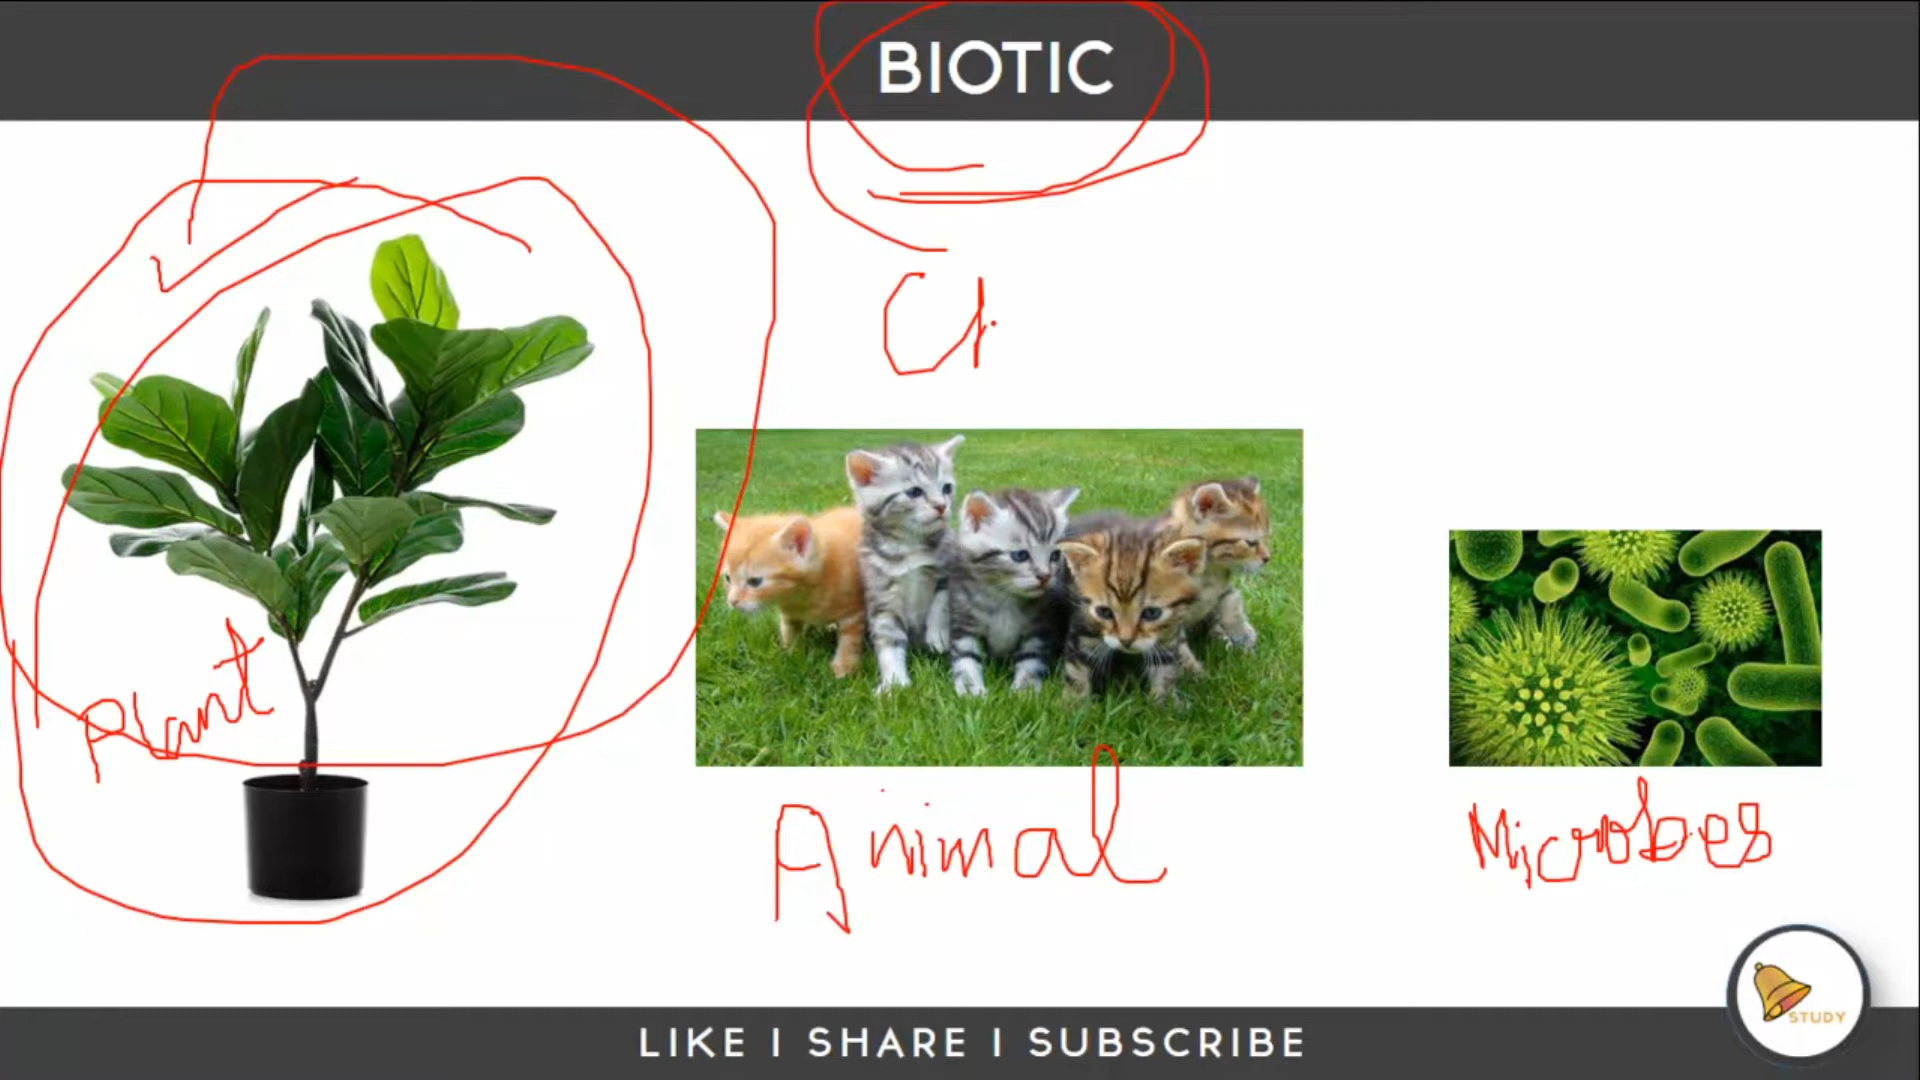 BIOTIC
Plant
Animal
Microbes
STUDY
LIKE I SHARE I SUBSCRIBE